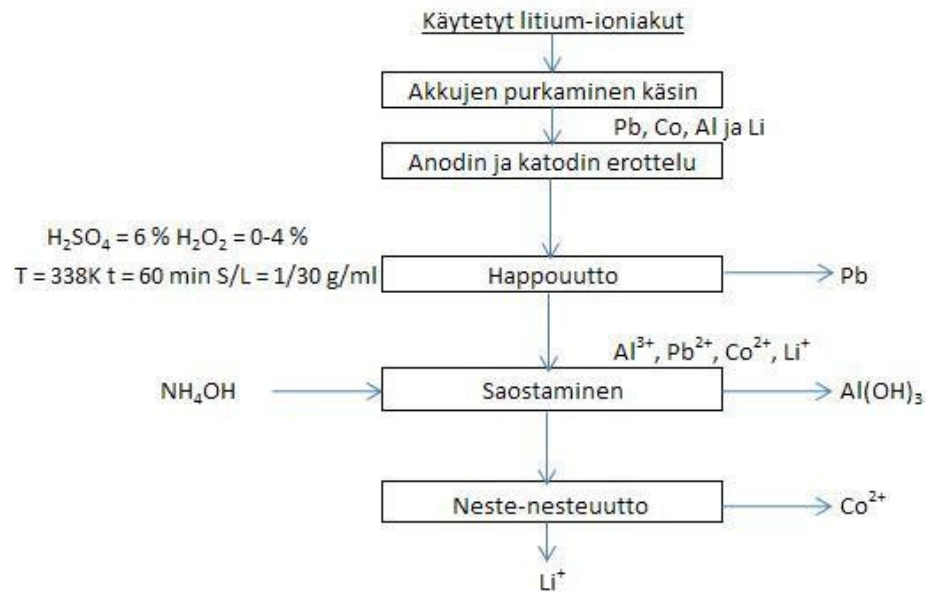 Käytetyt litium-ioniakut
Akkujen purkaminen käsin
Pb, Co, Al ja Li
Anodin ja katodin erottelu
H₂SO₄ = 6 % H₂O₂ = 0-4 %
T = 338K t = 60 min S/L = 1/30 g/ml
Happouutto
Pb
Al³⁺, Pb²⁺, Co²⁺, Li⁺
NH₄OH
Saostaminen
Al(OH)₃
Neste-nesteuutto
Co²⁺
Li⁺